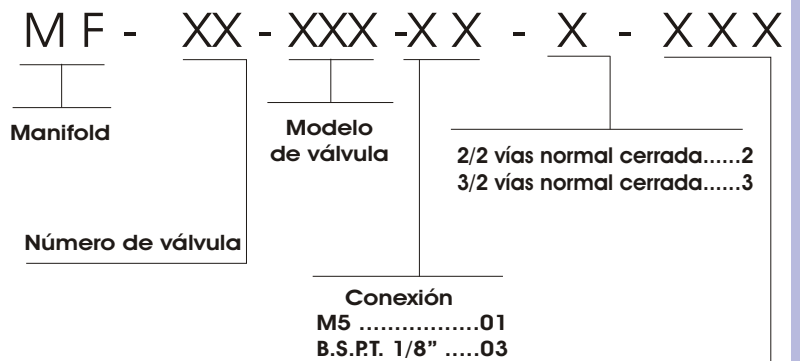 M F - XX - XXX -X X - X - X X X
Manifold
Modelo
de válvula
2/2 vías normal cerrada......2
3/2 vías normal cerrada......3
Número de válvula
Conexión
M5 .................01
B.S.P.T. 1/8” .....03